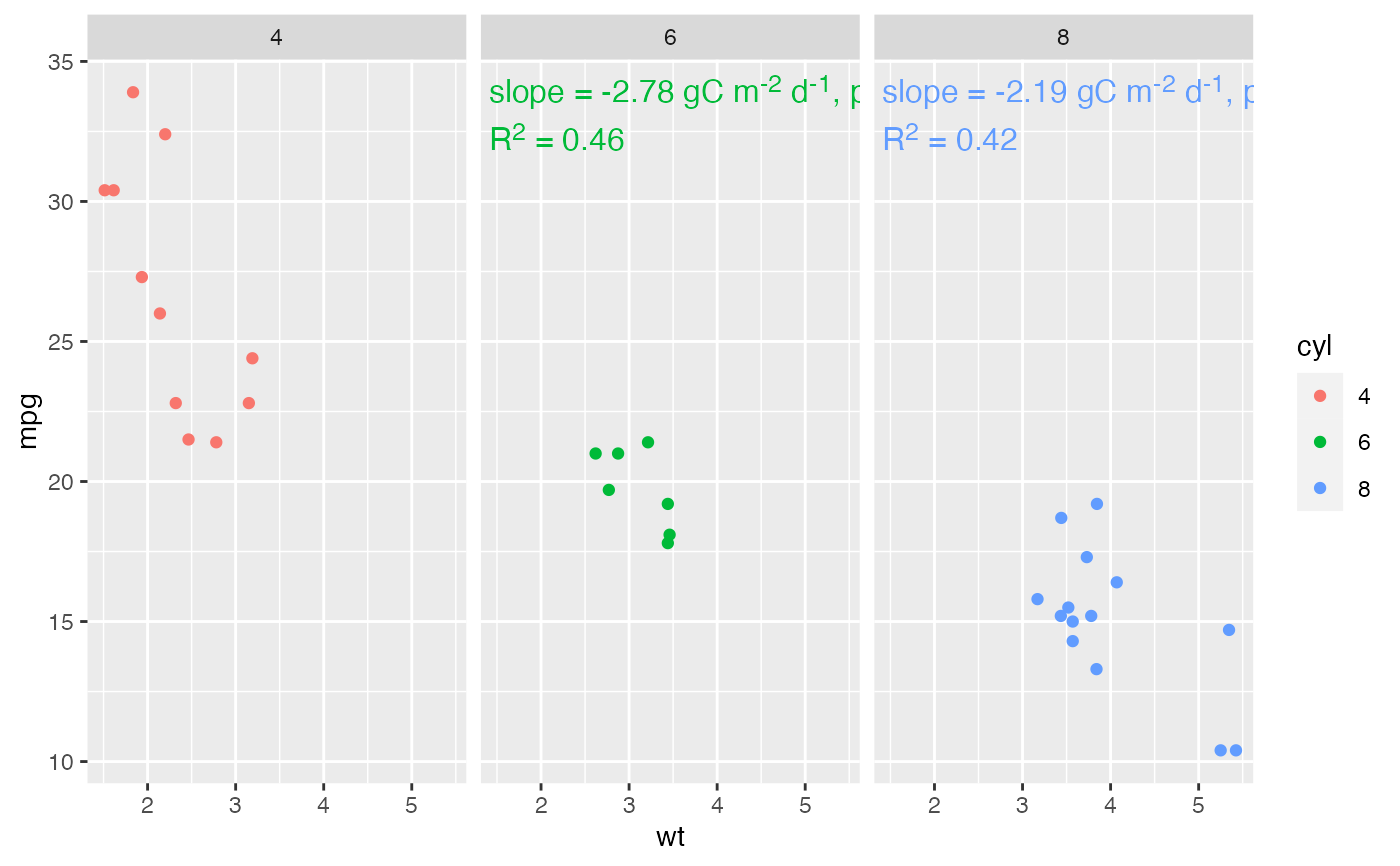 4 6 8
slope = -2.78 gC m⁻² d⁻¹, p
R² = 0.46
slope = -2.19 gC m⁻² d⁻¹, p
R² = 0.42
35
30
25
20
15
10
mpg
2 3 4 5 2 3 4 5 2 3 4 5
wt
cyl
4
6
8